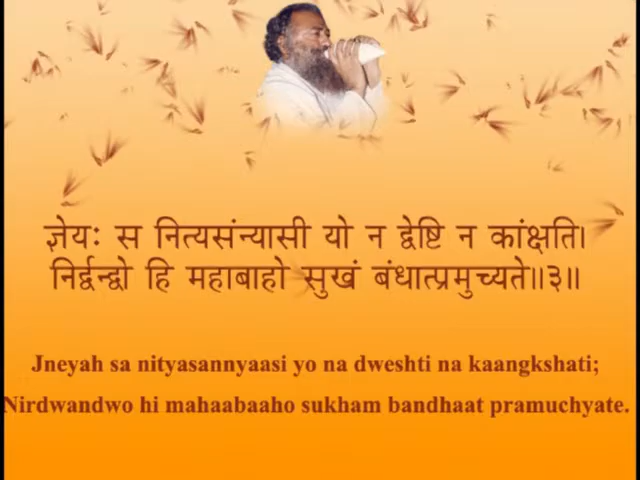 ज्ञेयः स नित्यसंन्यासी यो न द्वेष्टि न कांक्षति।
निर्द्वन्द्वो हि महाबाहो सुखं बंधात्प्रमुच्यते॥३॥
Jneyah sa nityasannyaasi yo na dweshti na kaangkshati;
Nirdwandwo hi mahaabaaho sukham bandhaat pramuchyate.